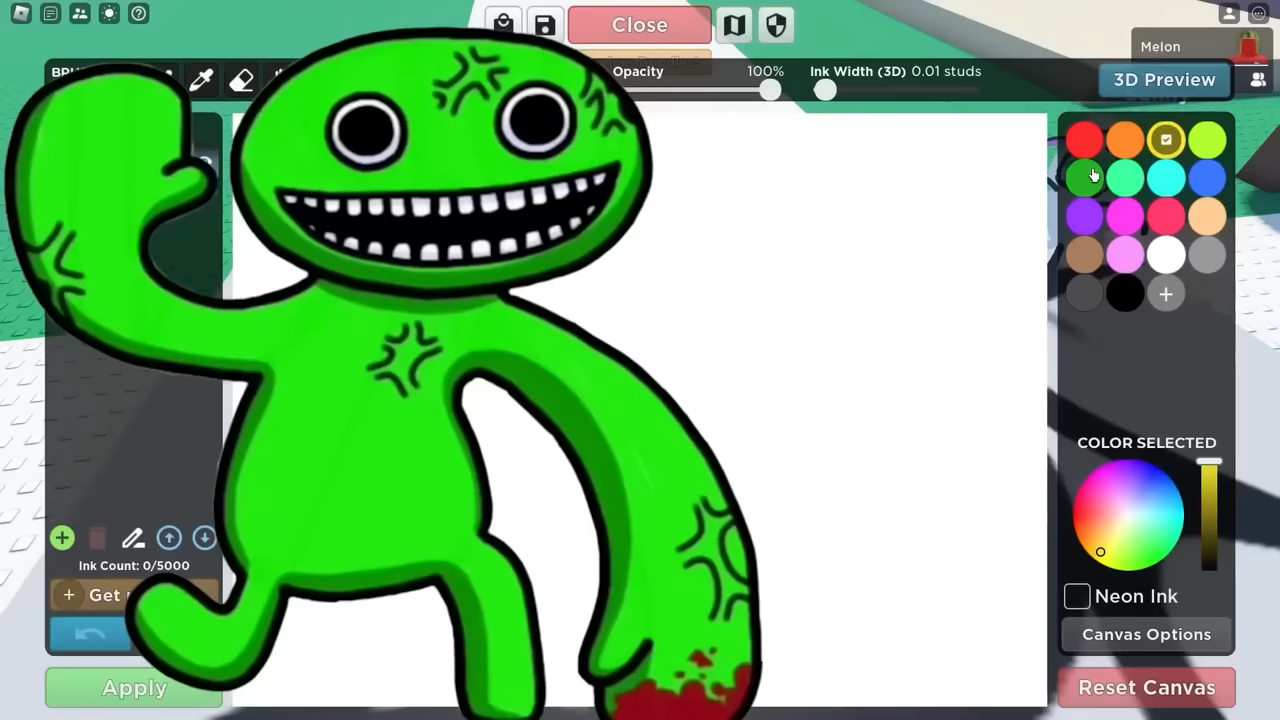 Close
Melon
Opacity
100%
Ink Width (3D) 0.01 studs
3D Preview
COLOR SELECTED
Ink Count: 0/5000
+ Get
Neon Ink
Canvas Options
Apply
Reset Canvas